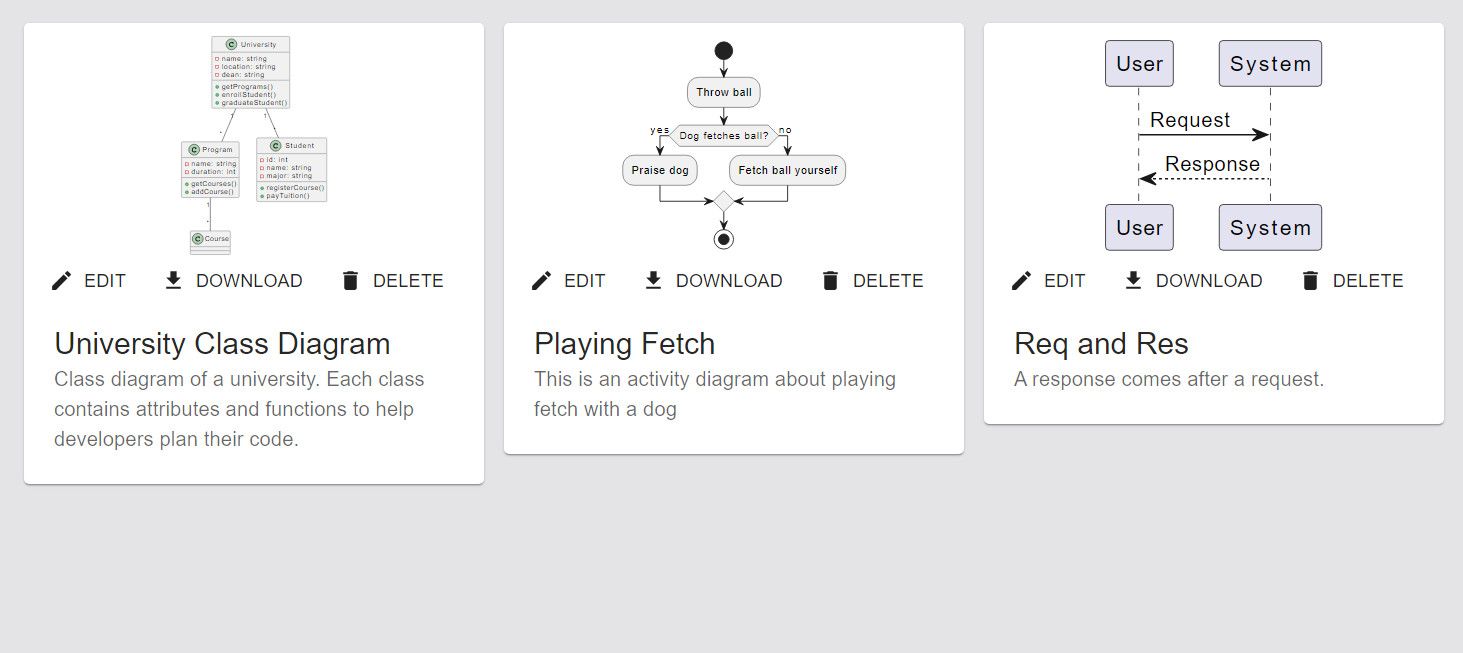 University
name: string
location: string
dean: string
getPrograms()
enrollStudent()
graduateStudent()
1
1
*
*
C Program
name: string
duration: int
getCourses()
addCourse()
C Student
id: int
name: string
major: string
registerCourse()
payTuition()
1
*
C Course
EDIT DOWNLOAD DELETE
University Class Diagram
Class diagram of a university. Each class
contains attributes and functions to help
developers plan their code.
Throw ball
yes Dog fetches ball? no
Praise dog Fetch ball yourself
EDIT DOWNLOAD DELETE
Playing Fetch
This is an activity diagram about playing
fetch with a dog
User System
Request
Response
User System
EDIT DOWNLOAD DELETE
Req and Res
A response comes after a request.